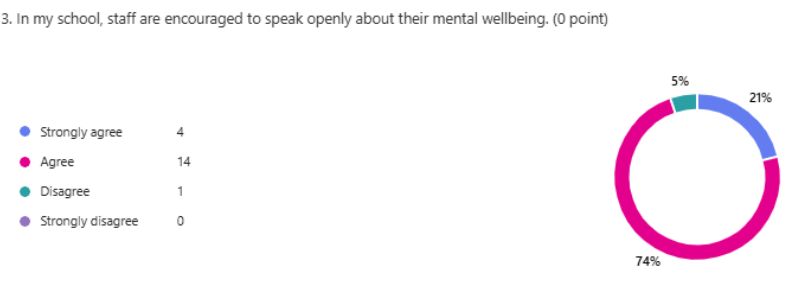 3. In my school, staff are encouraged to speak openly about their mental wellbeing. (0 point)
5%
21%
Strongly agree 4
Agree 14
Disagree 1
Strongly disagree 0
74%